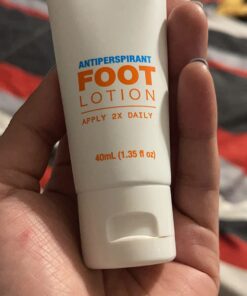 ANTIPERSPIRANT
FOOT
LOTION
APPLY 2X DAILY
40mL (1.35 fl oz)